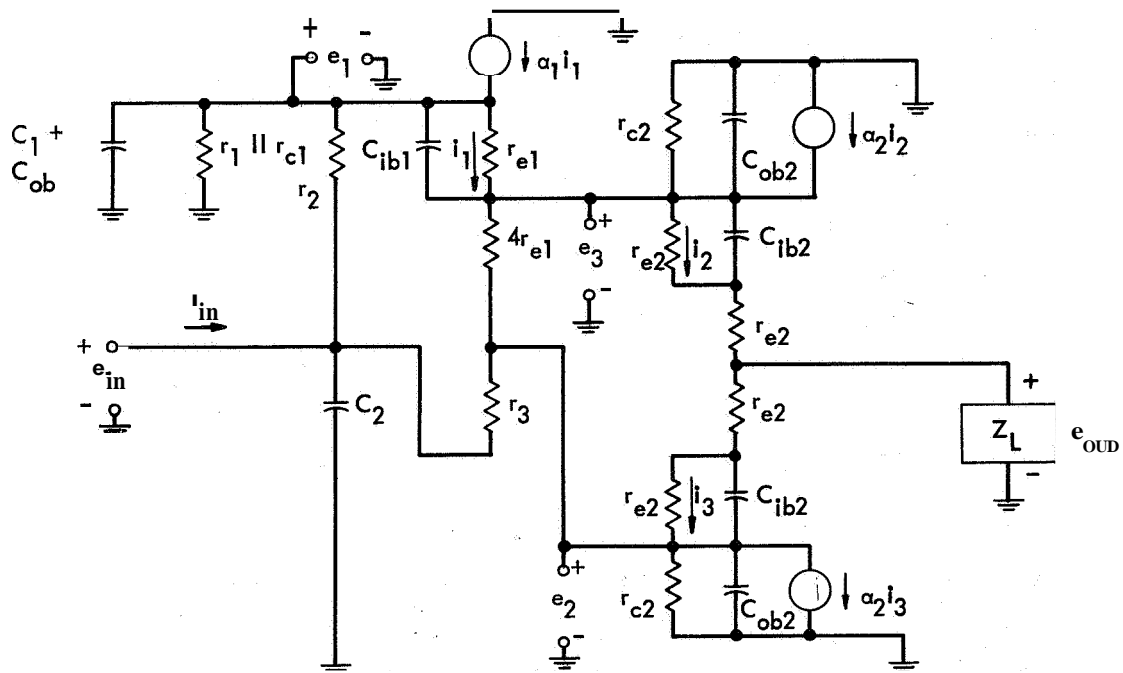 + -
e1
α1i1
C1 +
Cob
r1 || rc1
r2
Cib1
i1
re1
rc2
Cob2
α2i2
4re1
e3
+
-
re2
i2
Cib2
Iin
+
ein
-
re2
C2
r3
re2
+
ZL
eOUD
-
re2
i3
Cib2
+
e2
-
rc2
Cob2
α2i3